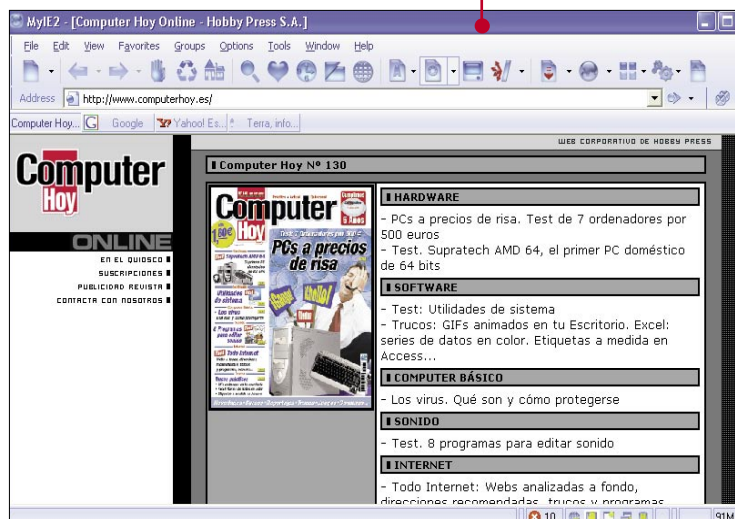 MyIE2 - [Computer Hoy Online - Hobby Press S.A.]
File Edit View Favorites Groups Options Tools Window Help
Address http://www.computerhoy.es/
Computer Hoy... Google Yahoo! Es... Terra, info...
WEB CORPORATIVO DE HOBBY PRESS
Computer
Hoy
ONLINE
EN EL QUIOSCO
SUSCRIPCIONES
PUBLICIDAD REVISTA
CONTACTA CON NOSOTROS
Computer Hoy Nº 130
Computer
Hoy
PCs a precios
de risa
HARDWARE
- PCs a precios de risa. Test de 7 ordenadores por
500 euros
- Test. Supratech AMD 64, el primer PC doméstico
de 64 bits
SOFTWARE
- Test: Utilidades de sistema
- Trucos: GIFs animados en tu Escritorio. Excel:
series de datos en color. Etiquetas a medida en
Access...
COMPUTER BÁSICO
- Los virus. Qué son y cómo protegerse
SONIDO
- Test. 8 programas para editar sonido
INTERNET
- Todo Internet: Webs analizadas a fondo,
direcciones recomendadas, trucos y programas
10
91M